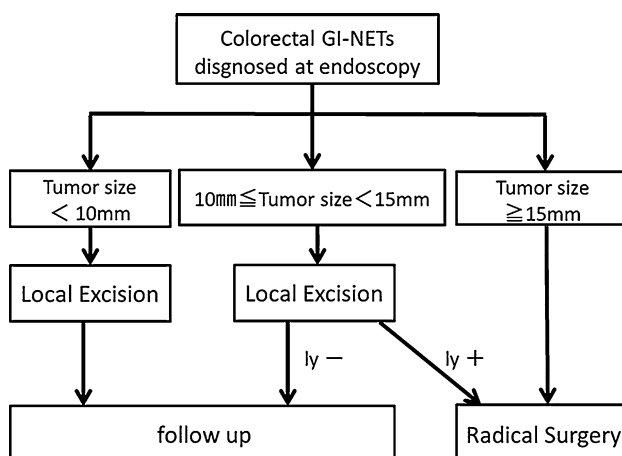 Colorectal GI-NETs
disgnosed at endoscopy
Tumor size
< 10mm
10㎜≦Tumor size<15mm
Tumor size
≧15mm
Local Excision
Local Excision
ly −
ly +
follow up
Radical Surgery